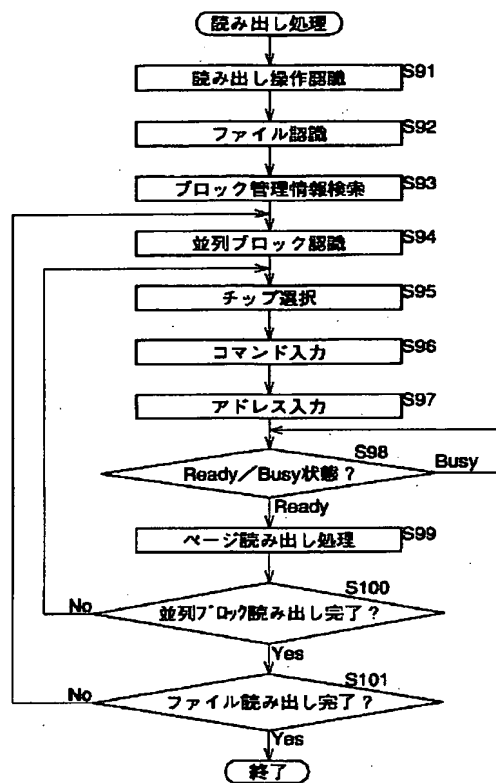 読み出し処理
読み出し操作認識 S91
ファイル認識 S92
ブロック管理情報検索 S93
並列ブロック認識 S94
チップ選択 S95
コマンド入力 S96
アドレス入力 S97
S98
Ready/Busy状態？ Busy
Ready
ページ読み出し処理 S99
S100
No 並列ブロック読み出し完了？
Yes
S101
No ファイル読み出し完了？
Yes
終了